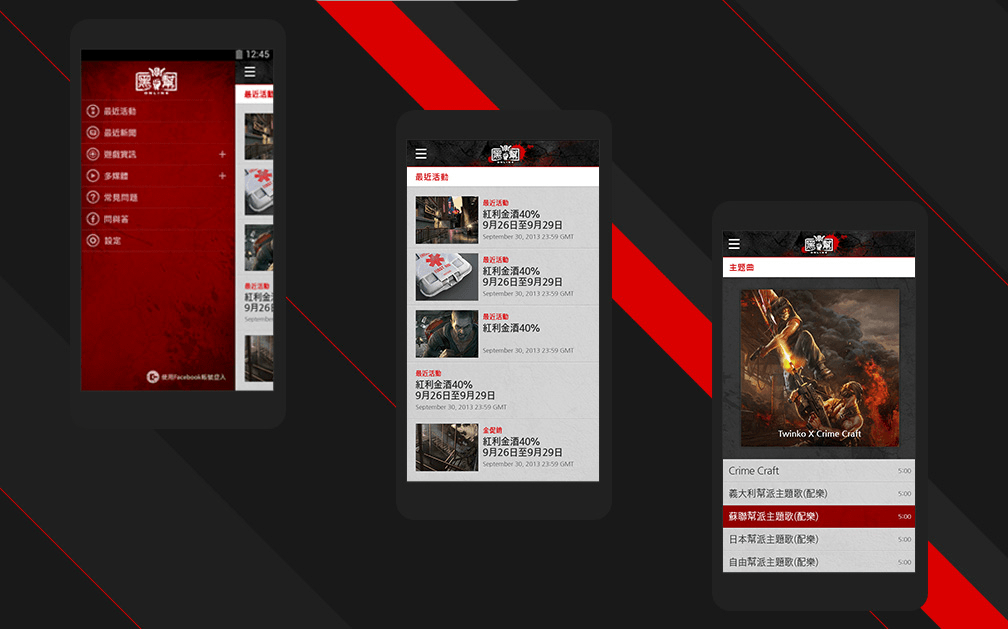 12:45
黑幫
ONLINE
最近活動
最近新聞
遊戲資訊
多媒體
常見問題
問與答
設定
使用Facebook帳號登入
最近活動
最近活動
紅利金
9月26日
September
黑幫
ONLINE
最近活動
最近活動
紅利金酒40%
9月26日至9月29日
September 30, 2013 23:59 GMT
最近活動
紅利金酒40%
9月26日至9月29日
September 30, 2013 23:59 GMT
最近活動
紅利金酒40%
September 30, 2013 23:59 GMT
最近活動
紅利金酒40%
9月26日至9月29日
September 30, 2013 23:59 GMT
金促銷
紅利金酒40%
9月26日至9月29日
September 30, 2013 23:59 GMT
黑幫
ONLINE
主題曲
Twinko X Crime Craft
Crime Craft 5:00
義大利幫派主題歌(配樂) 5:00
蘇聯幫派主題歌(配樂) 5:00
日本幫派主題歌(配樂) 5:00
自由幫派主題歌(配樂) 5:00